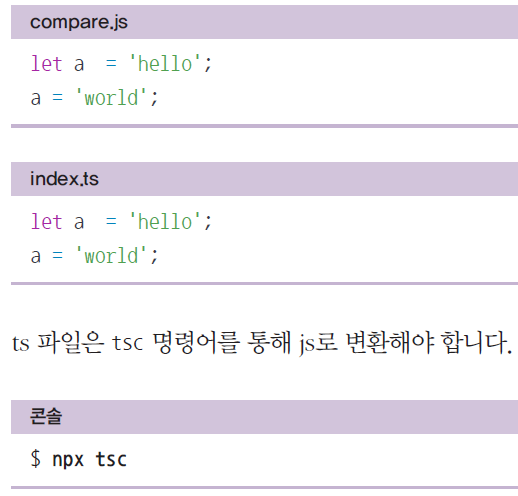 compare.js
let a  = 'hello';
a = 'world';
index.ts
let a  = 'hello';
a = 'world';
ts 파일은 tsc 명령어를 통해 js로 변환해야 합니다.
콘솔
$ npx tsc